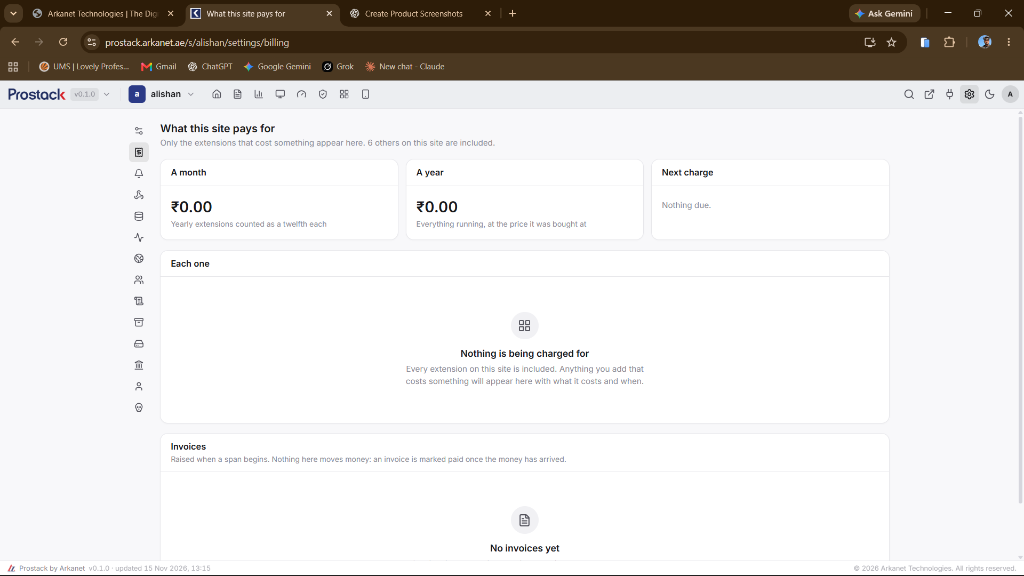 Arkanet Technologies | The Dig
What this site pays for
Create Product Screenshots
Ask Gemini
prostack.arkanet.ae/s/alishan/settings/billing
UMS | Lovely Profes...
Gmail
ChatGPT
Google Gemini
Grok
New chat - Claude
Prostack
v0.1.0
a
alishan
A
What this site pays for
Only the extensions that cost something appear here. 6 others on this site are included.
A month
₹0.00
Yearly extensions counted as a twelfth each
A year
₹0.00
Everything running, at the price it was bought at
Next charge
Nothing due.
Each one
Nothing is being charged for
Every extension on this site is included. Anything you add that
costs something will appear here with what it costs and when.
Invoices
Raised when a span begins. Nothing here moves money: an invoice is marked paid once the money has arrived.
No invoices yet
Prostack by Arkanet v0.1.0 · updated 15 Nov 2026, 13:15
© 2026 Arkanet Technologies. All rights reserved.